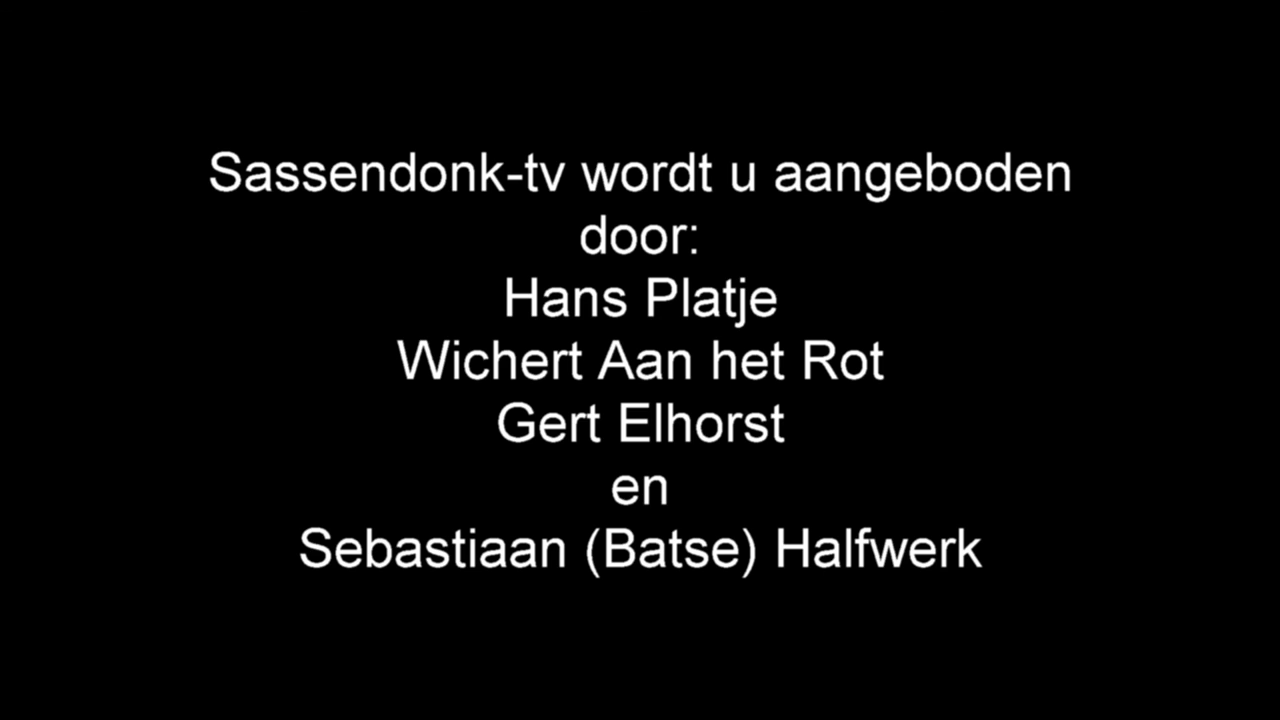 Sassendonk-tv wordt u aangeboden
door:
Hans Platje
Wichert Aan het Rot
Gert Elhorst
en
Sebastiaan (Batse) Halfwerk